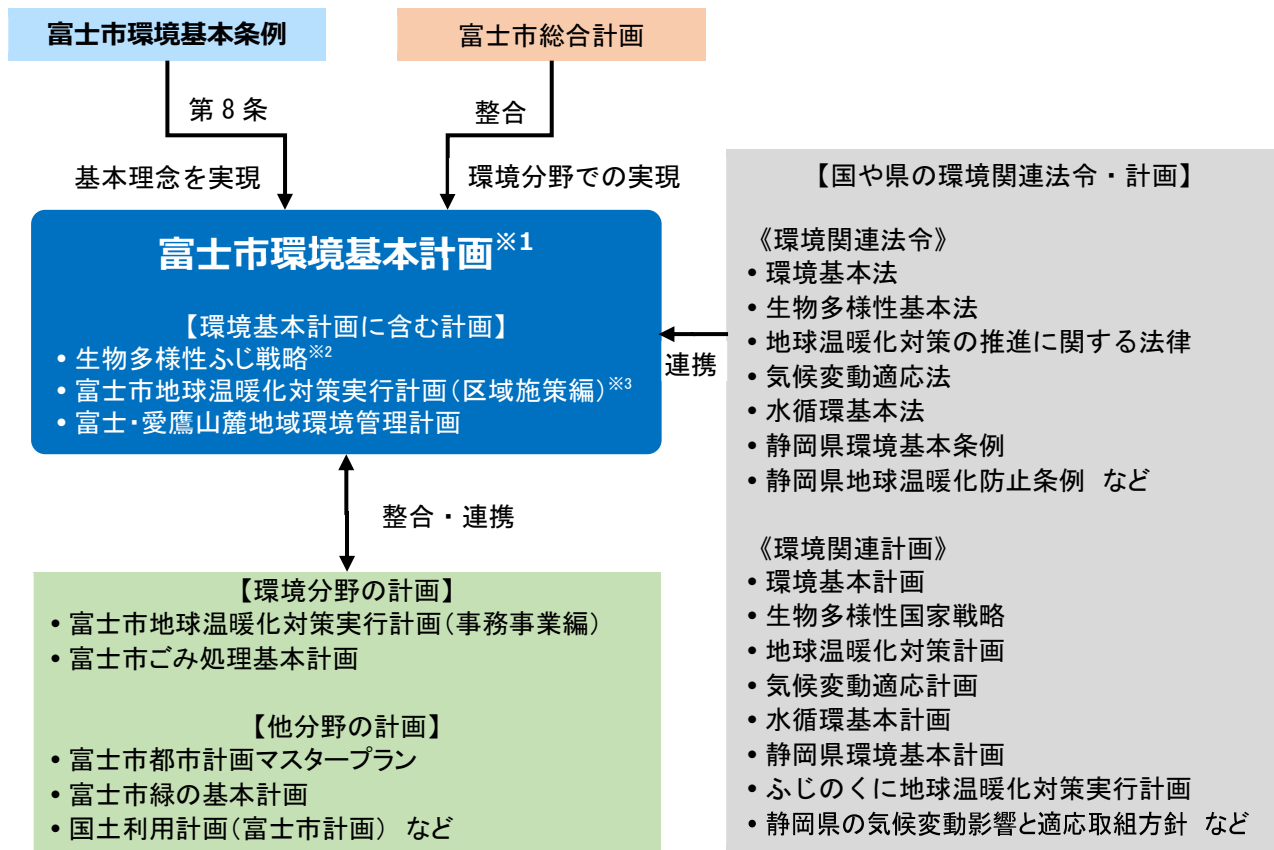 富士市環境基本条例
富士市総合計画
第8条
整合
基本理念を実現
環境分野での実現
富士市環境基本計画※1
【環境基本計画に含む計画】
• 生物多様性ふじ戦略※2
• 富士市地球温暖化対策実行計画（区域施策編）※3
• 富士・愛鷹山麓地域環境管理計画
連携
整合・連携
【環境分野の計画】
• 富士市地球温暖化対策実行計画（事務事業編）
• 富士市ごみ処理基本計画
【他分野の計画】
• 富士市都市計画マスタープラン
• 富士市緑の基本計画
• 国土利用計画（富士市計画） など
【国や県の環境関連法令・計画】
《環境関連法令》
• 環境基本法
• 生物多様性基本法
• 地球温暖化対策の推進に関する法律
• 気候変動適応法
• 水循環基本法
• 静岡県環境基本条例
• 静岡県地球温暖化防止条例 など
《環境関連計画》
• 環境基本計画
• 生物多様性国家戦略
• 地球温暖化対策計画
• 気候変動適応計画
• 水循環基本計画
• 静岡県環境基本計画
• ふじのくに地球温暖化対策実行計画
• 静岡県の気候変動影響と適応取組方針 など